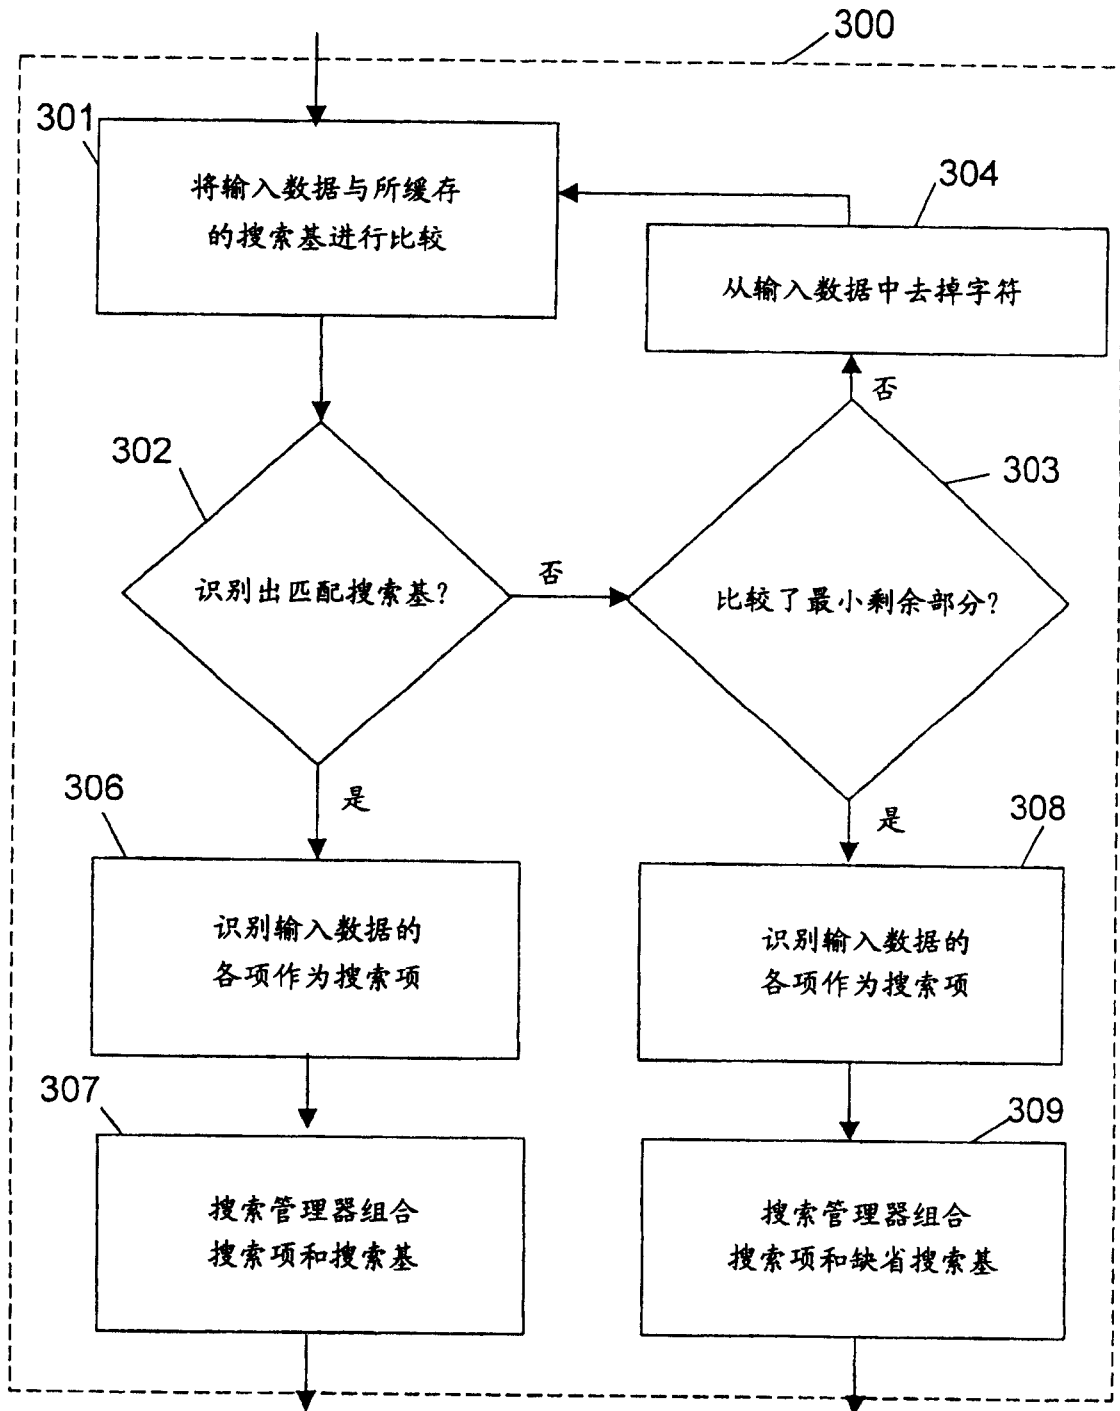 300
301
将输入数据与所缓存
的搜索基进行比较
304
从输入数据中去掉字符
否
302
303
识别出匹配搜索基?
否
比较了最小剩余部分?
306
是
308
是
识别输入数据的
各项作为搜索项
识别输入数据的
各项作为搜索项
307
309
搜索管理器组合
搜索项和搜索基
搜索管理器组合
搜索项和缺省搜索基